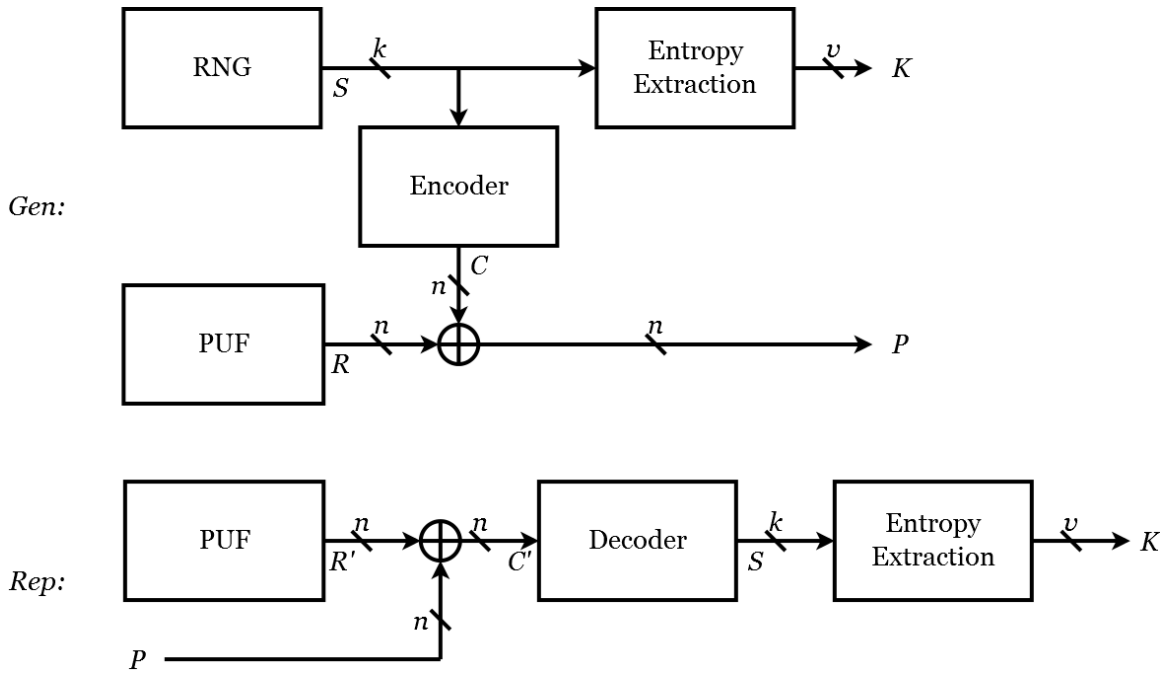 RNG
S
k
Entropy
Extraction
v
K
Gen:
Encoder
C
n
PUF
R
n
n
P
Rep:
PUF
R'
n
n
C'
Decoder
S
k
Entropy
Extraction
v
K
n
P